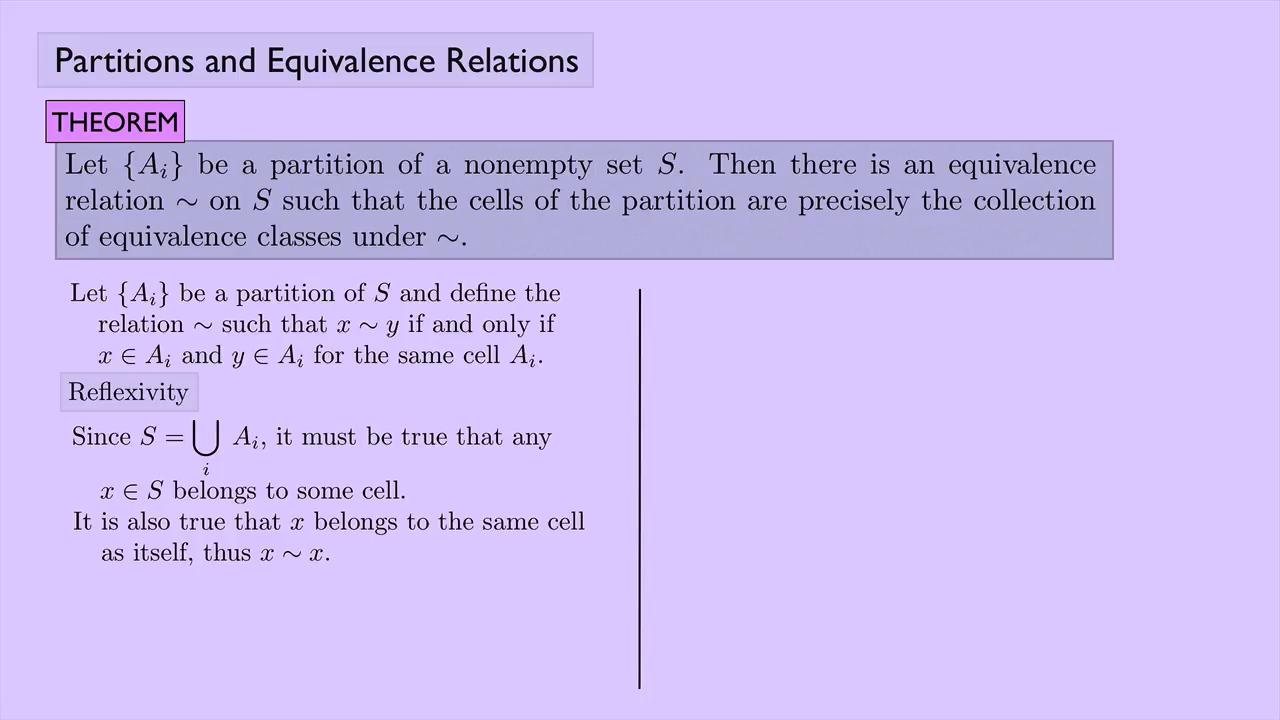 Partitions and Equivalence Relations
THEOREM
Let {A_i} be a partition of a nonempty set S. Then there is an equivalence
relation ∼ on S such that the cells of the partition are precisely the collection
of equivalence classes under ∼.
Let {A_i} be a partition of S and define the
relation ∼ such that x ∼ y if and only if
x ∈ A_i and y ∈ A_i for the same cell A_i.
Reflexivity
Since S = ⋃_i A_i, it must be true that any
x ∈ S belongs to some cell.
It is also true that x belongs to the same cell
as itself, thus x ∼ x.